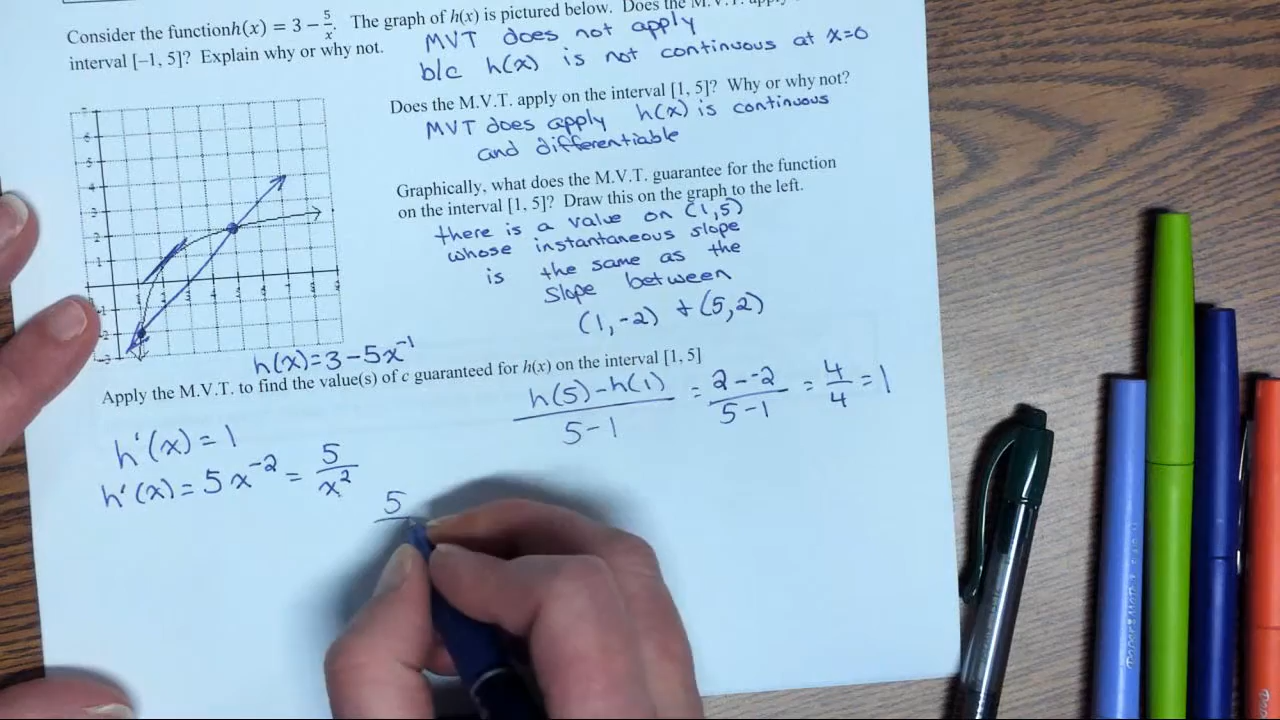 Consider the functionh(x) = 3 − 5/x. The graph of h(x) is pictured below. Does the M.V.T. apply
interval [−1, 5]? Explain why or why not.
MVT does not apply
b/c h(x) is not continuous at x=0
Does the M.V.T. apply on the interval [1, 5]? Why or why not?
MVT does apply h(x) is continuous
and differentiable
Graphically, what does the M.V.T. guarantee for the function
on the interval [1, 5]? Draw this on the graph to the left.
there is a value on (1,5)
whose instantaneous slope
is the same as the
slope between
(1,-2) + (5,2)
h(x)=3-5x⁻¹
Apply the M.V.T. to find the value(s) of c guaranteed for h(x) on the interval [1, 5]
h(5)-h(1)/5-1 = 2--2/5-1 = 4/4 = 1
h'(x)=1
h'(x)=5x⁻² = 5/x²
5